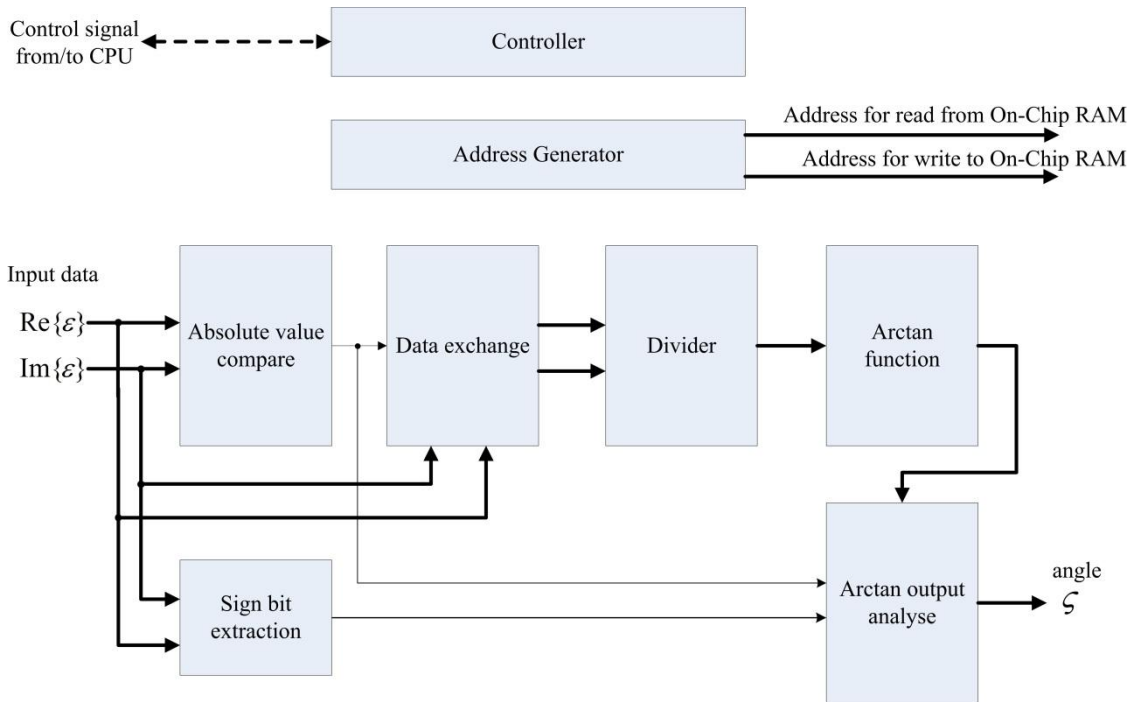 Control signal
from/to CPU
Controller
Address Generator
Address for read from On-Chip RAM
Address for write to On-Chip RAM
Input data
Re{ε}
Im{ε}
Absolute value
compare
Data exchange
Divider
Arctan
function
Sign bit
extraction
Arctan output
analyse
angle
ς